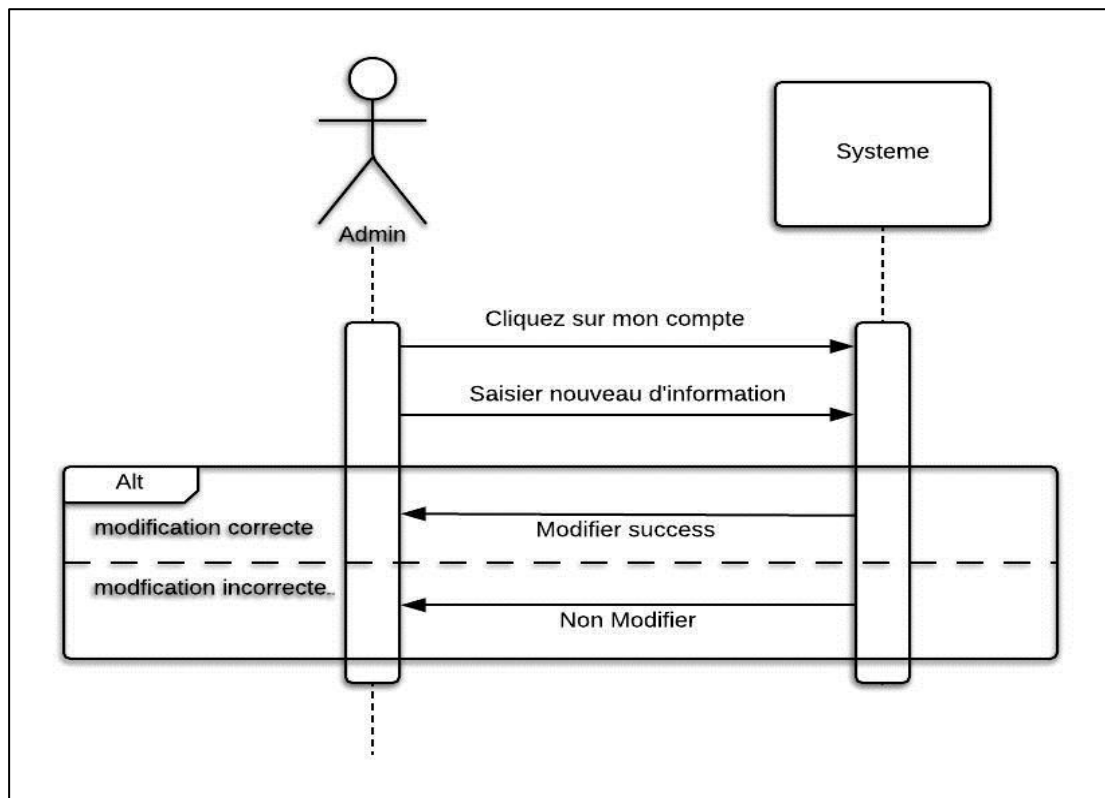 Systeme
Admin
Cliquez sur mon compte
Saisier nouveau d'information
Alt
modification correcte
Modifier success
modfication incorrecte..
Non Modifier